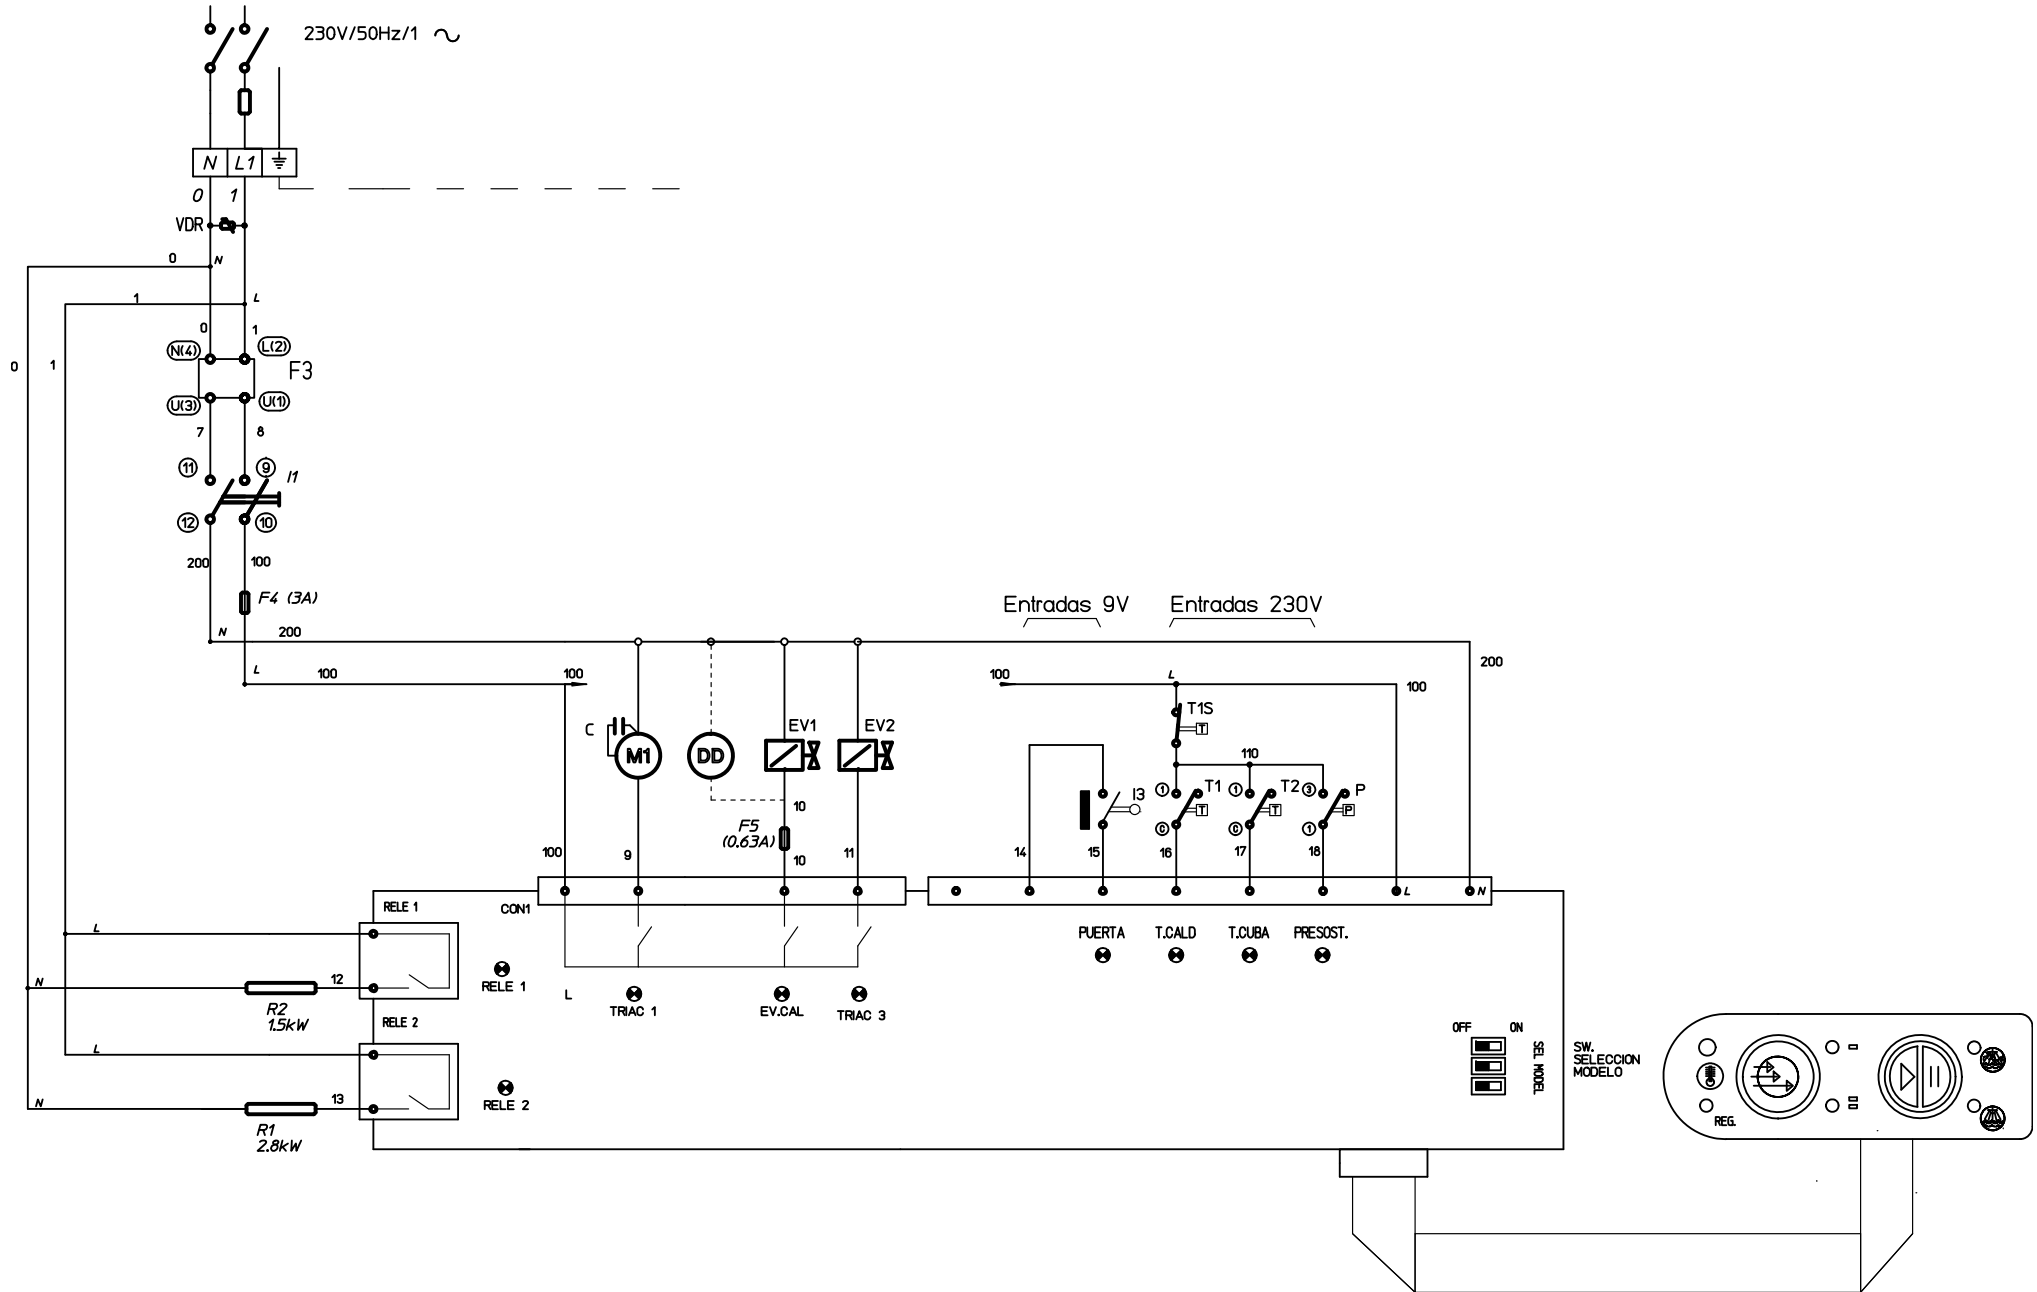 230V/50Hz/1
N L1
0 1
VDR
0 N
1 L
0 1
N(4) L(2)
0 1
F3
U(3) U(1)
7 8
11 9 I1
12 10
200 100
F4 (3A)
Entradas 9V Entradas 230V
N 200
200
L 100 100 100 L 100
T1S
C EV1 EV2
M1 DD T
110
1 T1 1 T2 3 P
10 I3 T T P
F5
(0.63A)
C C 1
100 9 10 11 14 15 16 17 18
L N
RELE 1 CON1
L PUERTA T.CALD T.CUBA PRESOST.
N 12 RELE 1 L
R2
1.5kW
TRIAC 1 EV.CAL TRIAC 3
RELE 2
OFF ON
L
SEL MODEL
SW.
SELECCION
MODELO
N 13 RELE 2
R1
2.8kW
REG.